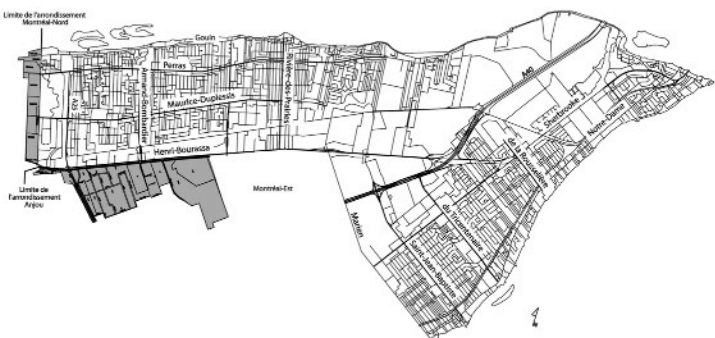 Limite de l'arrondissement
Montréal-Nord
Gouin
Perras
A25
Armand-Bombardier
Maurice-Duplessis
Rivière-des-Prairies
Henri-Bourassa
Limite de
l'arrondissement
Anjou
Montréal-Est
A40
Sherbrooke
Notre-Dame
de la Rousselière
du Tricentenaire
Saint-Jean-Baptiste
Marien